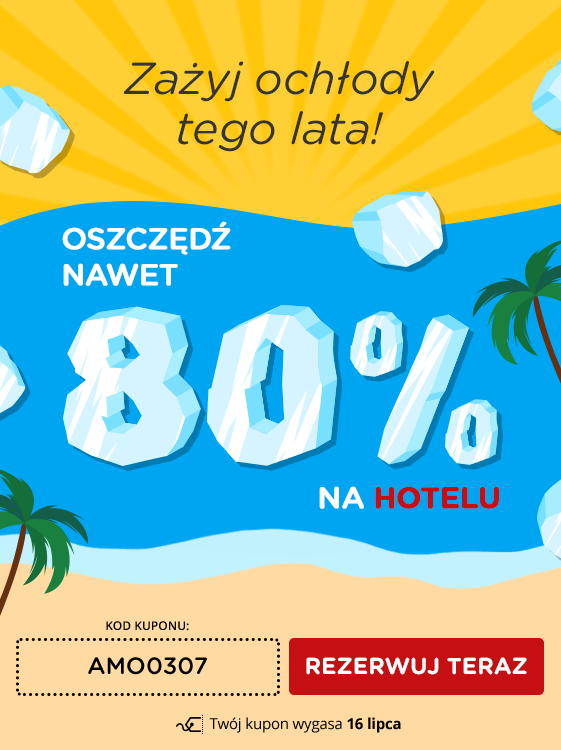 Zażyj ochłody
tego lata!
OSZCZĘDŹ
NAWET
80%
NA HOTELU
KOD KUPONU:
AMO0307
REZERWUJ TERAZ
Twój kupon wygasa 16 lipca